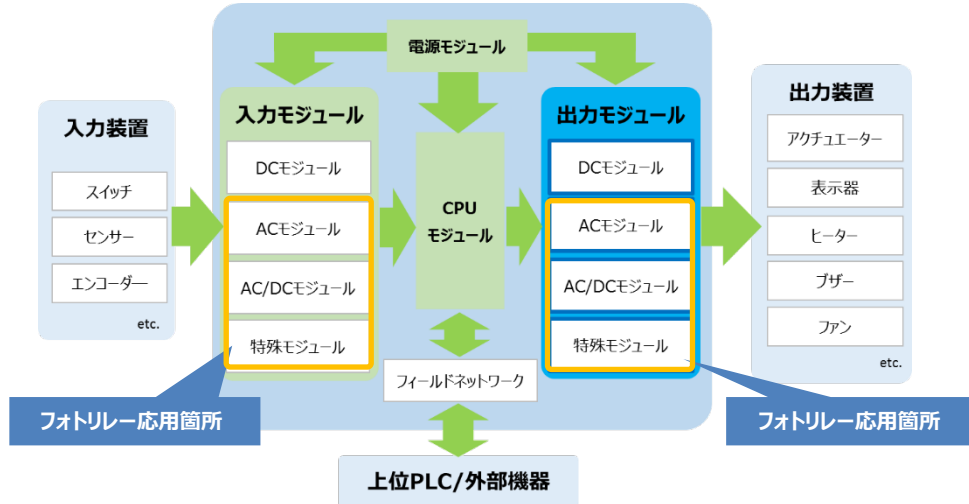 電源モジュール
入力装置
スイッチ
センサー
エンコーダー
etc.
入力モジュール
DCモジュール
ACモジュール
AC/DCモジュール
特殊モジュール
CPU
モジュール
出力モジュール
DCモジュール
ACモジュール
AC/DCモジュール
特殊モジュール
出力装置
アクチュエーター
表示器
ヒーター
ブザー
ファン
etc.
フィールドネットワーク
フォトリレー応用箇所
フォトリレー応用箇所
上位PLC/外部機器